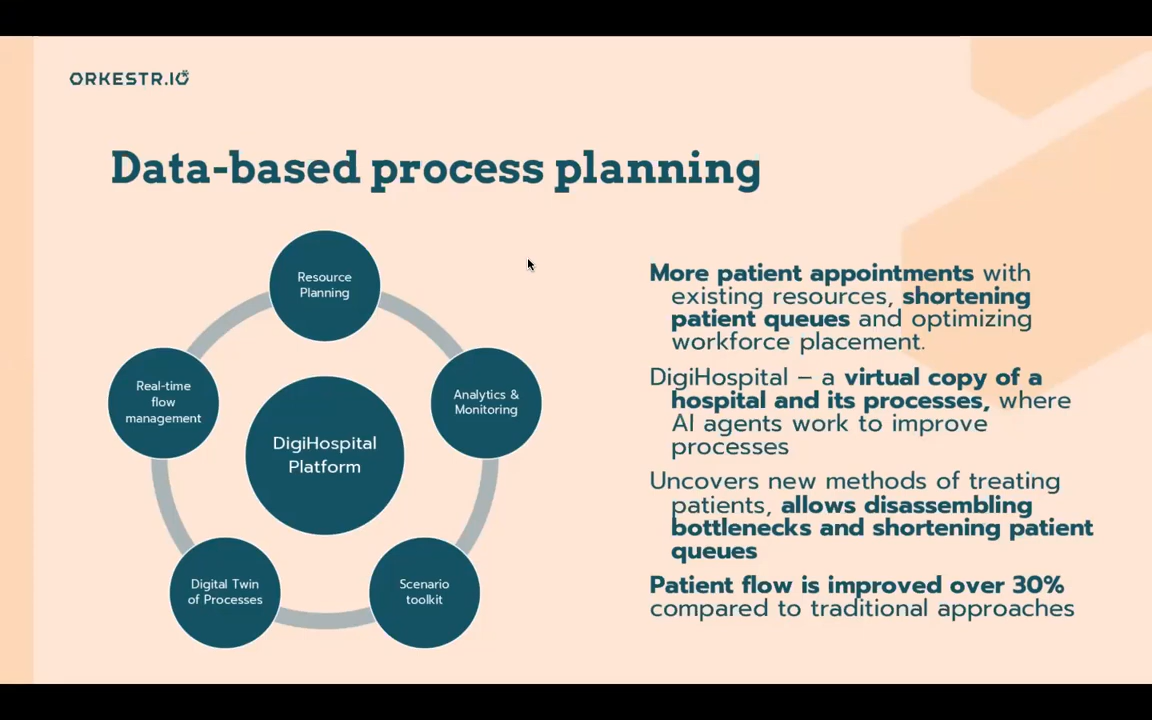 ORKESTR.IO
Data-based process planning
Resource
Planning
Real-time
flow
management
Analytics &
Monitoring
DigiHospital
Platform
Digital Twin
of Processes
Scenario
toolkit
More patient appointments with
existing resources, shortening
patient queues and optimizing
workforce placement.
DigiHospital – a virtual copy of a
hospital and its processes, where
AI agents work to improve
processes
Uncovers new methods of treating
patients, allows disassembling
bottlenecks and shortening patient
queues
Patient flow is improved over 30%
compared to traditional approaches